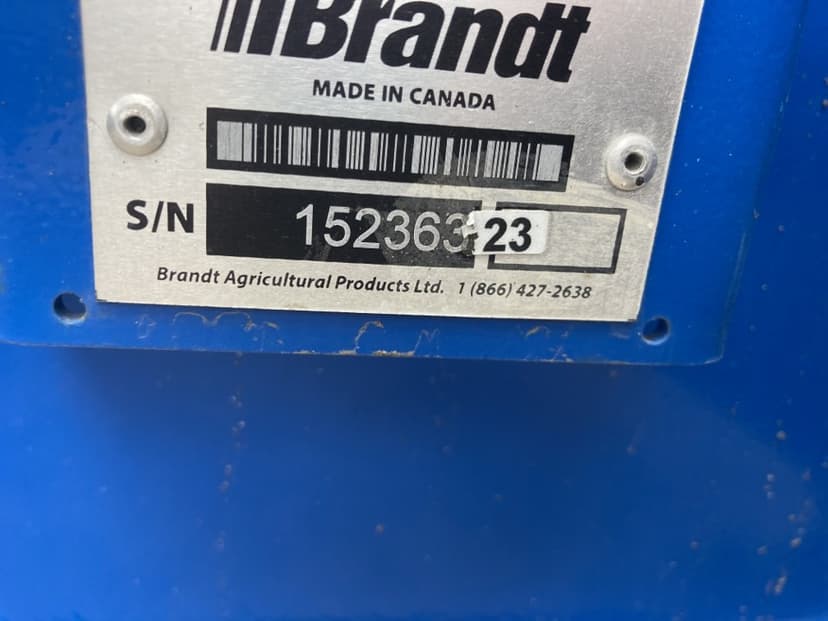 Brandt
MADE IN CANADA
S/N 152363 23
Brandt Agricultural Products Ltd. 1 (866) 427-2638